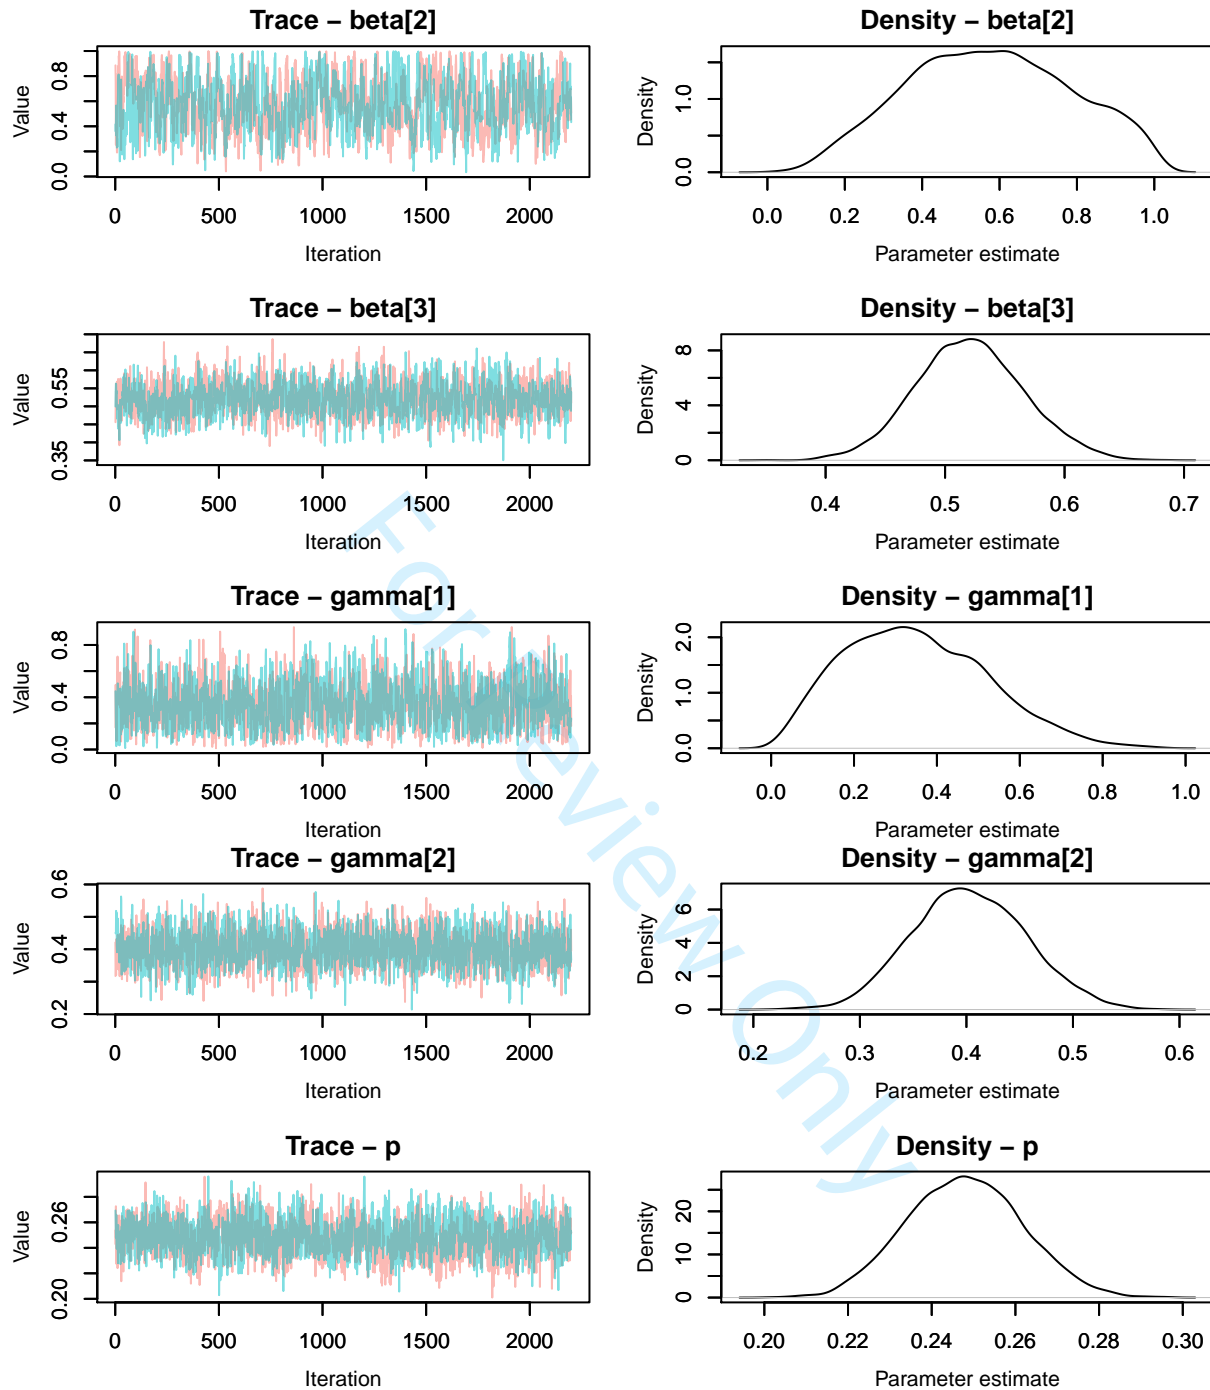 Trace − beta[2]
Value
0.0 0.4 0.8
0 500 1000 1500 2000
Iteration
Density − beta[2]
Density
0.0 1.0
0.0 0.2 0.4 0.6 0.8 1.0
Parameter estimate
Trace − beta[3]
Value
0.35 0.55
0 500 1000 1500 2000
Iteration
Density − beta[3]
Density
0 4 8
0.4 0.5 0.6 0.7
Parameter estimate
Trace − gamma[1]
Value
0.0 0.4 0.8
0 500 1000 1500 2000
Iteration
Density − gamma[1]
Density
0.0 1.0 2.0
0.0 0.2 0.4 0.6 0.8 1.0
Parameter estimate
Trace − gamma[2]
Value
0.2 0.4 0.6
0 500 1000 1500 2000
Iteration
Density − gamma[2]
Density
0 2 4 6
0.2 0.3 0.4 0.5 0.6
Parameter estimate
Trace − p
Value
0.20 0.26
0 500 1000 1500 2000
Iteration
Density − p
Density
0 10 20
0.20 0.22 0.24 0.26 0.28 0.30
Parameter estimate
For Review Only